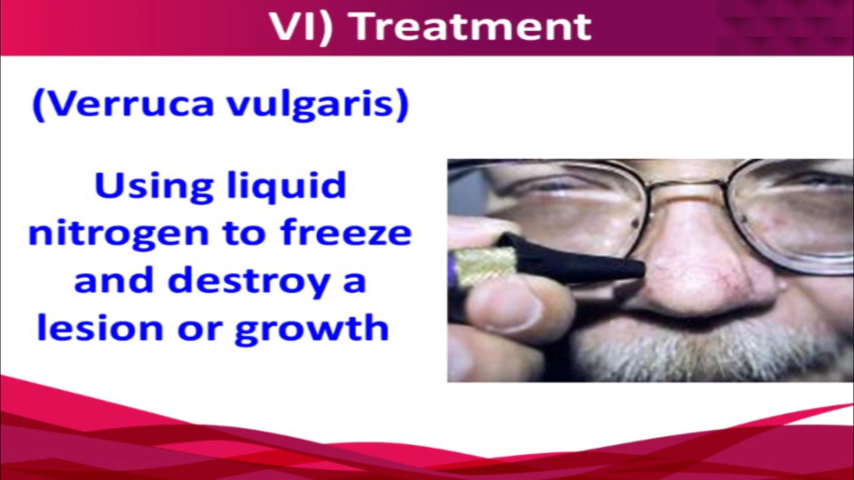 VI) Treatment
(Verruca vulgaris)
Using liquid
nitrogen to freeze
and destroy a
lesion or growth